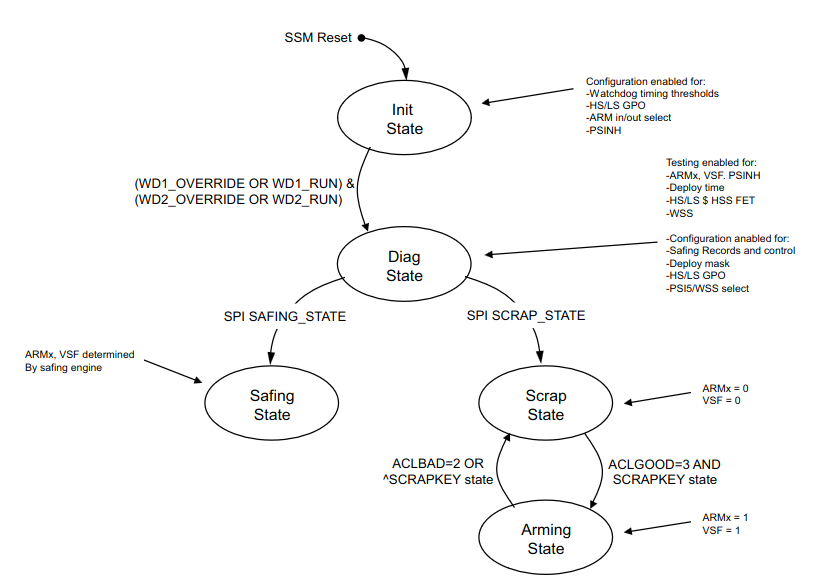 SSM Reset
Init
State
Configuration enabled for:
-Watchdog timing thresholds
-HS/LS GPO
-ARM in/out select
-PSINH
(WD1_OVERRIDE OR WD1_RUN) &
(WD2_OVERRIDE OR WD2_RUN)
Testing enabled for:
-ARMx, VSF. PSINH
-Deploy time
-HS/LS $ HSS FET
-WSS
-Configuration anabled for:
-Safing Records and control
-Deploy mask
-HS/LS GPO
-PSI5/WSS select
Diag
State
SPI SAFING_STATE
SPI SCRAP_STATE
ARMx, VSF determined
By safing engine
Safing
State
Scrap
State
ARMx = 0
VSF = 0
ACLBAD=2 OR
^SCRAPKEY state
ACLGOOD=3 AND
SCRAPKEY state
Arming
State
ARMx = 1
VSF = 1